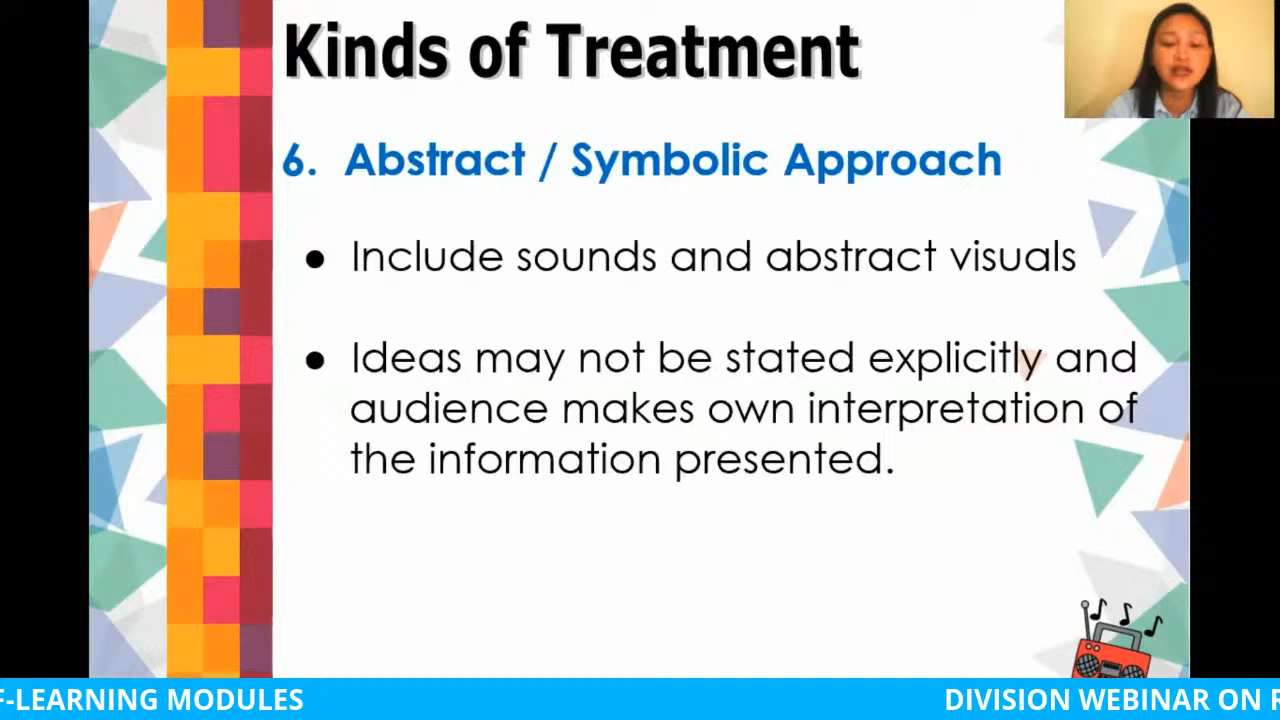 Kinds of Treatment
6. Abstract / Symbolic Approach
● Include sounds and abstract visuals
● Ideas may not be stated explicitly and
audience makes own interpretation of
the information presented.
F-LEARNING MODULES
DIVISION WEBINAR ON